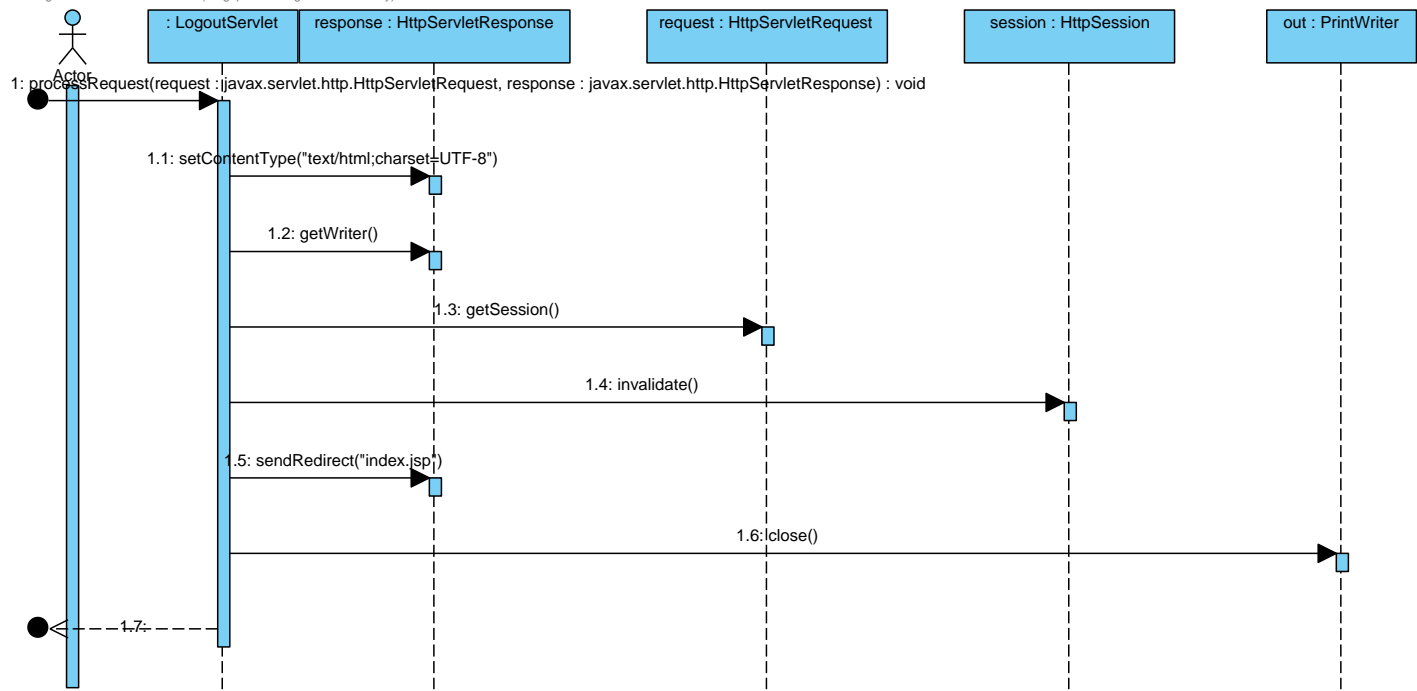 : LogoutServlet
response : HttpServletResponse
request : HttpServletRequest
session : HttpSession
out : PrintWriter
Actor
1: processRequest(request : javax.servlet.http.HttpServletRequest, response : javax.servlet.http.HttpServletResponse) : void
1.1: setContentType("text/html;charset=UTF-8")
1.2: getWriter()
1.3: getSession()
1.4: invalidate()
1.5: sendRedirect("index.jsp")
1.6: close()
1.7: